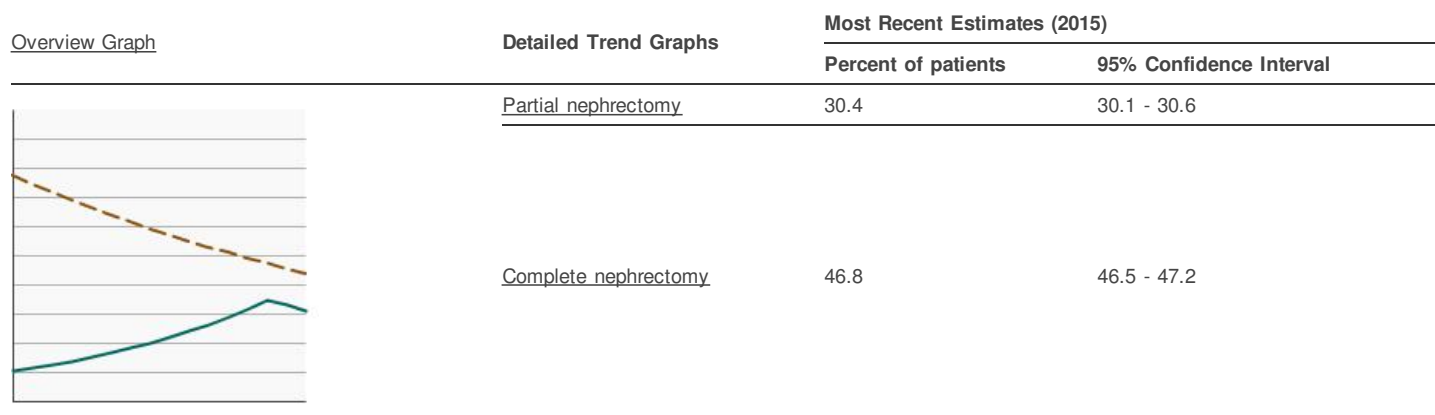 Overview Graph
Detailed Trend Graphs
Most Recent Estimates (2015)
Percent of patients
95% Confidence Interval
Partial nephrectomy
30.4
30.1 - 30.6
Complete nephrectomy
46.8
46.5 - 47.2